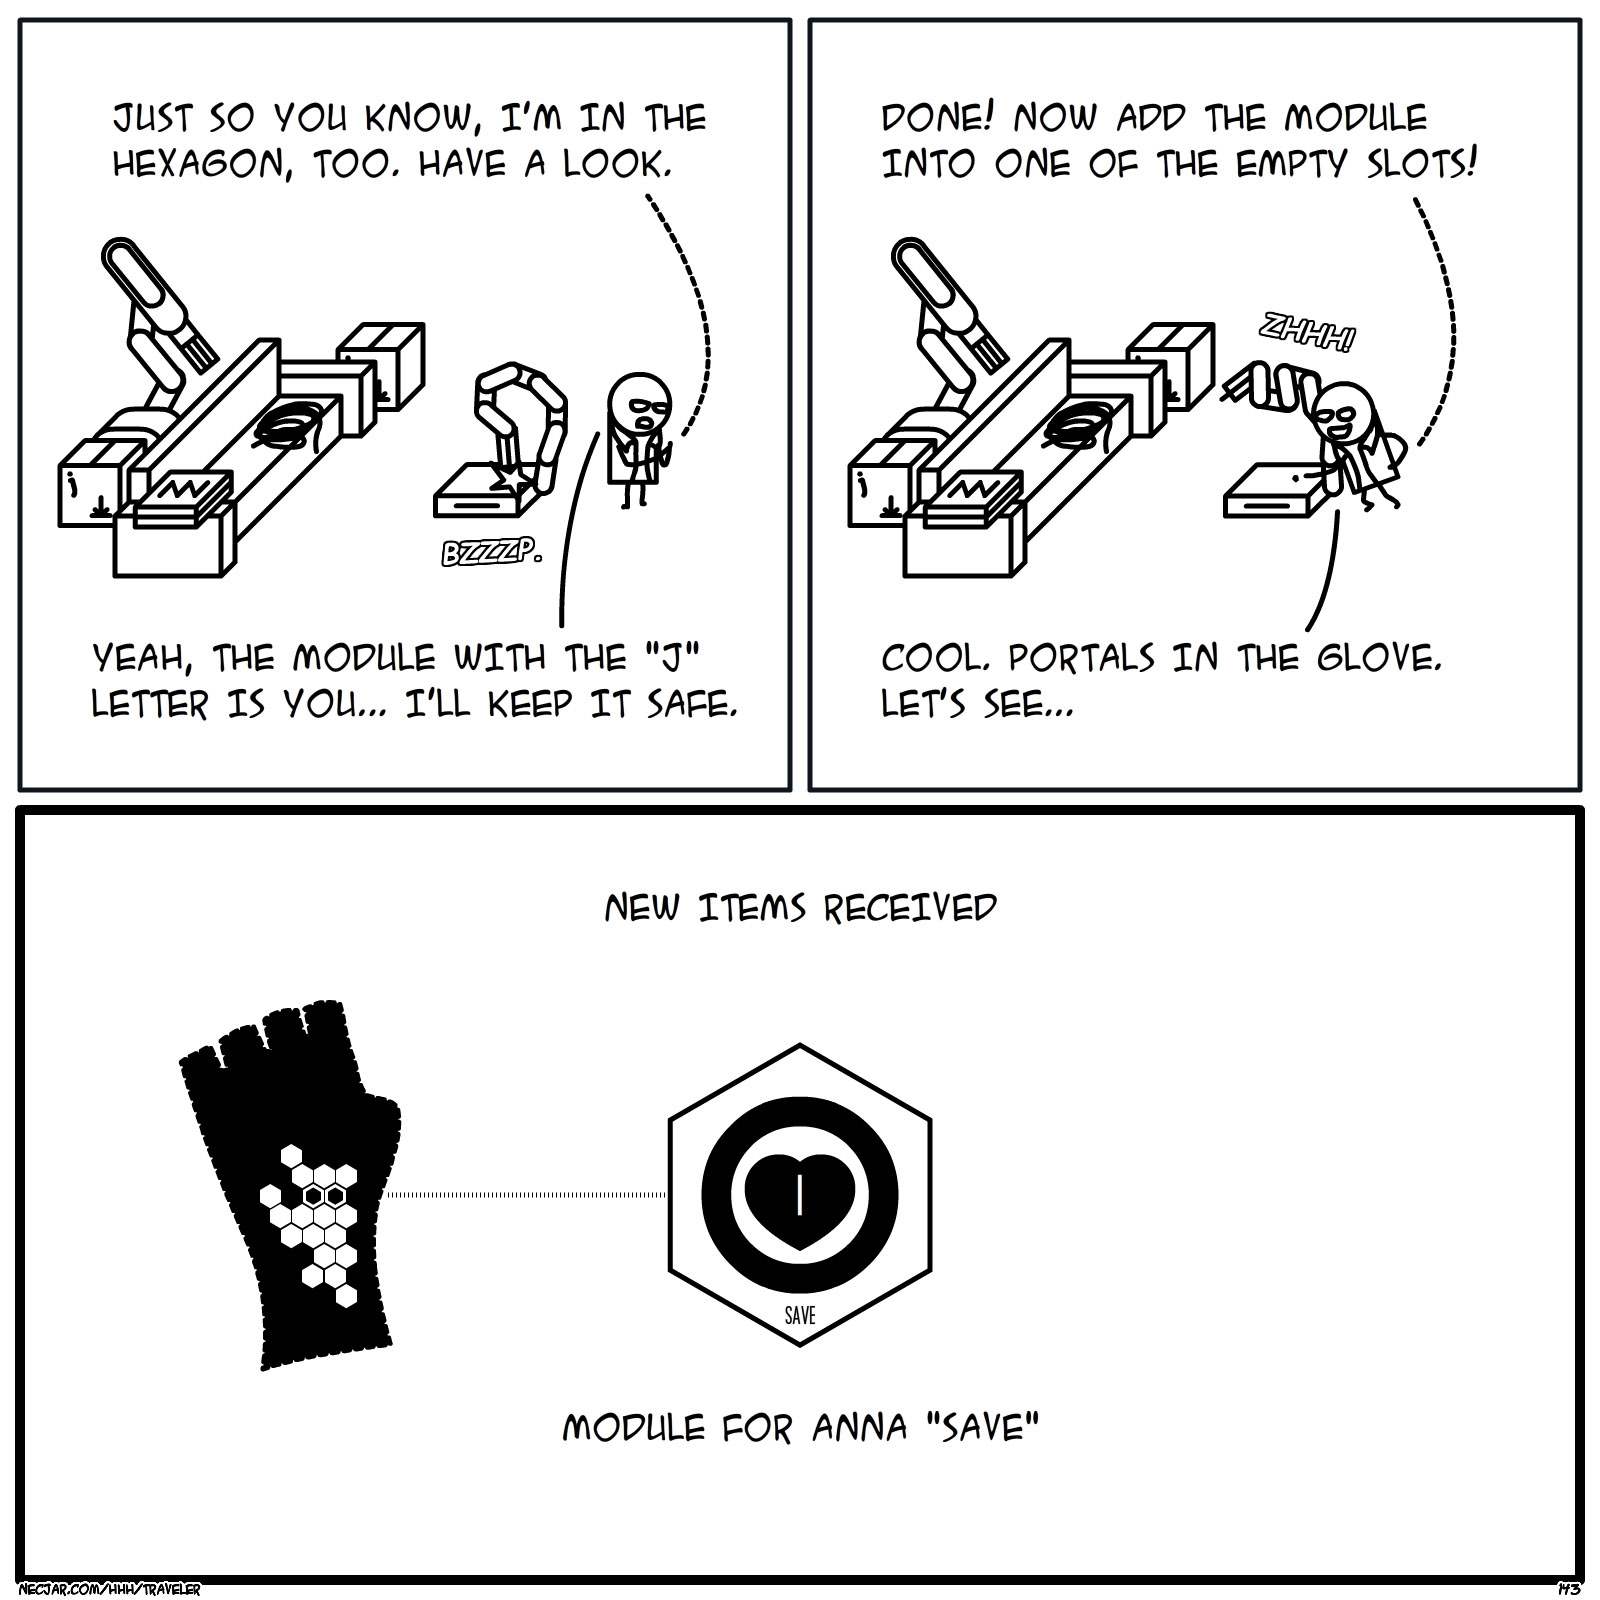 JUST SO YOU KNOW, I'M IN THE
HEXAGON, TOO. HAVE A LOOK.
BZZZP.
YEAH, THE MODULE WITH THE "J"
LETTER IS YOU... I'LL KEEP IT SAFE.
DONE! NOW ADD THE MODULE
INTO ONE OF THE EMPTY SLOTS!
ZHHH!
COOL. PORTALS IN THE GLOVE.
LET'S SEE...
NEW ITEMS RECEIVED
I
SAVE
MODULE FOR ANNA "SAVE"
NECJAR.COM/HHH/TRAVELER
143